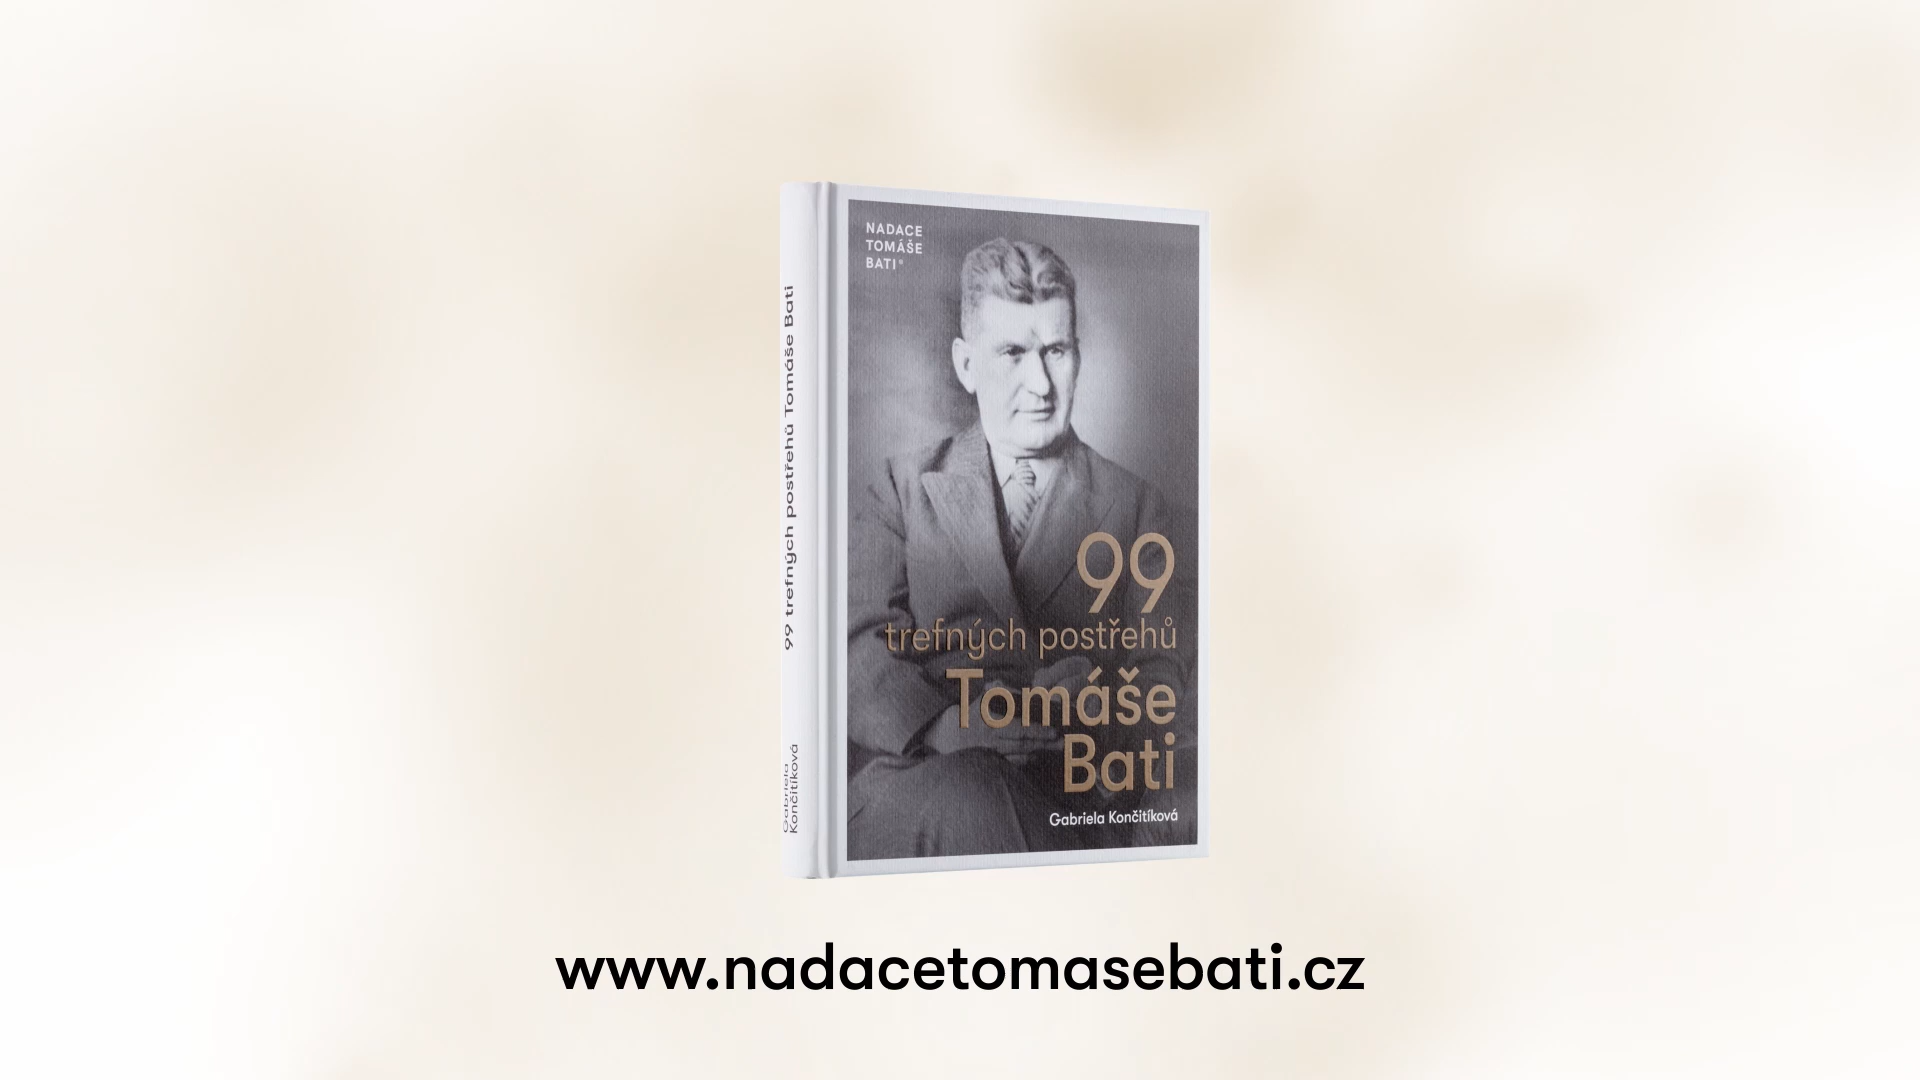 NADACE
TOMÁŠE
BATI®
99
trefných postřehů
Tomáše
Bati
Gabriela Končitíková
99 trefných postřehů Tomáše Bati
Gabriela
Končitíková
www.nadacetomasebati.cz